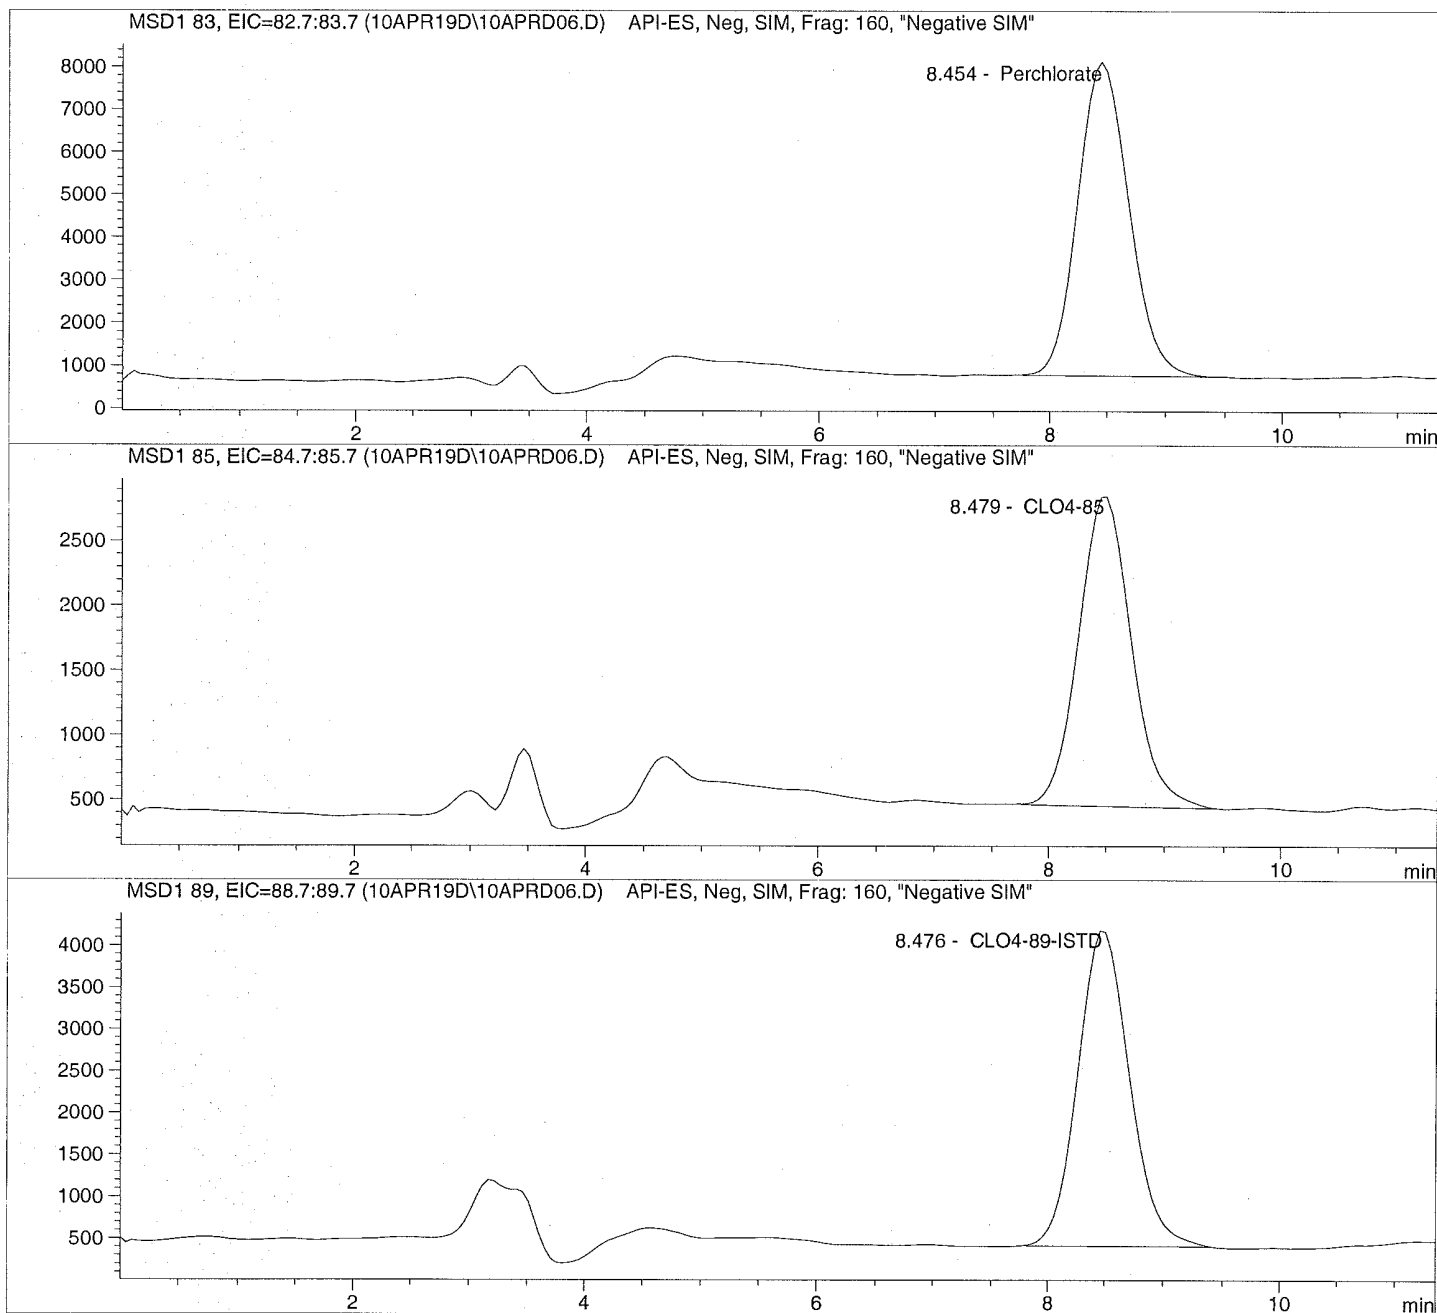 MSD1 83, EIC=82.7:83.7 (10APR19D\10APRD06.D) API-ES, Neg, SIM, Frag: 160, "Negative SIM"
8.454 - Perchlorate
8000
7000
6000
5000
4000
3000
2000
1000
0
2 4 6 8 10 min
MSD1 85, EIC=84.7:85.7 (10APR19D\10APRD06.D) API-ES, Neg, SIM, Frag: 160, "Negative SIM"
8.479 - CLO4-85
2500
2000
1500
1000
500
2 4 6 8 10 min
MSD1 89, EIC=88.7:89.7 (10APR19D\10APRD06.D) API-ES, Neg, SIM, Frag: 160, "Negative SIM"
8.476 - CLO4-89-ISTD
4000
3500
3000
2500
2000
1500
1000
500
2 4 6 8 10 min